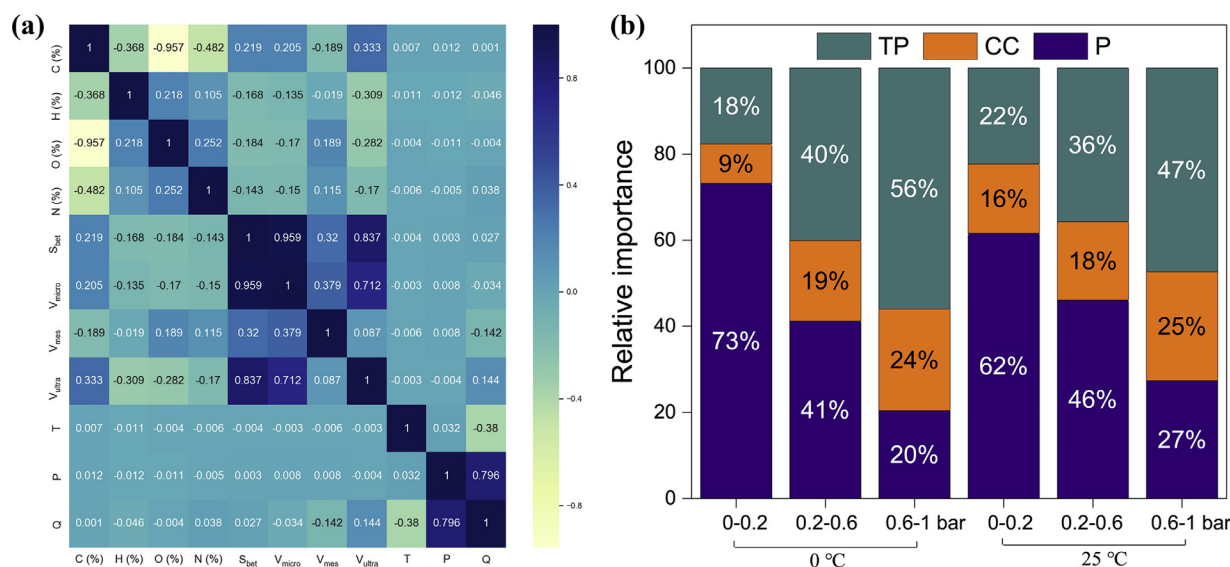 (a)
C (%) 1 -0.368 -0.957 -0.482 0.219 0.205 -0.189 0.333 0.007 0.012 0.001
H (%) -0.368 1 0.218 0.105 -0.168 -0.135 -0.019 -0.309 -0.011 -0.012 -0.046
O (%) -0.957 0.218 1 0.252 -0.184 -0.17 0.189 -0.282 -0.004 -0.011 -0.004
N (%) -0.482 0.105 0.252 1 -0.143 -0.15 0.115 -0.17 -0.006 -0.005 0.038
S_bet 0.219 -0.168 -0.184 -0.143 1 0.959 0.32 0.837 -0.004 0.003 0.027
V_micro 0.205 -0.135 -0.17 -0.15 0.959 1 0.379 0.712 -0.003 0.008 -0.034
V_mes -0.189 -0.019 0.189 0.115 0.32 0.379 1 0.087 -0.006 0.008 -0.142
V_ultra 0.333 -0.309 -0.282 -0.17 0.837 0.712 0.087 1 -0.003 -0.004 0.144
T 0.007 -0.011 -0.004 -0.006 -0.004 -0.003 -0.006 -0.003 1 0.032 -0.38
P 0.012 -0.012 -0.011 -0.005 0.003 0.008 0.008 -0.004 0.032 1 0.796
Q 0.001 -0.046 -0.004 0.038 0.027 -0.034 -0.142 0.144 -0.38 0.796 1
C (%) H (%) O (%) N (%) S_bet V_micro V_mes V_ultra T P Q
0.8
0.4
0.0
-0.4
-0.8
(b)
TP CC P
Relative importance
100
80
60
40
20
0
18% 40% 56% 22% 36% 47%
9% 19% 24% 16% 18% 25%
73% 41% 20% 62% 46% 27%
0-0.2 0.2-0.6 0.6-1 bar 0-0.2 0.2-0.6 0.6-1 bar
0 °C 25 °C